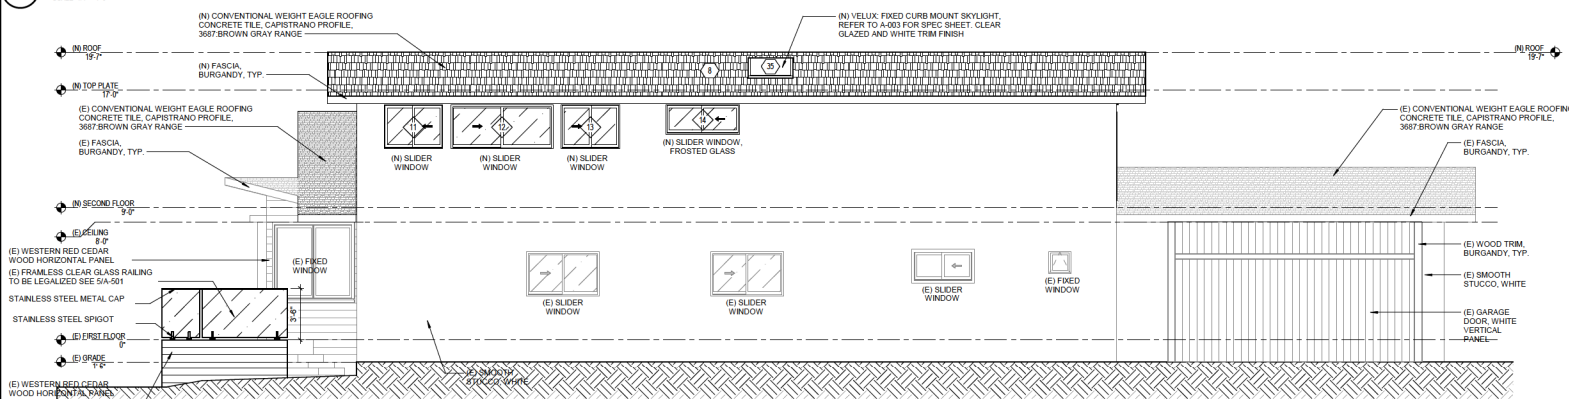 (N) CONVENTIONAL WEIGHT EAGLE ROOFING
CONCRETE TILE, CAPISTRANO PROFILE,
3687:BROWN GRAY RANGE
(N) VELUX: FIXED CURB MOUNT SKYLIGHT,
REFER TO A-003 FOR SPEC SHEET. CLEAR
GLAZED AND WHITE TRIM FINISH
(N) ROOF
19'-7"
(N) ROOF
19'-7"
(N) FASCIA,
BURGANDY, TYP.
8
35
(N) TOP PLATE
17'-0"
(E) CONVENTIONAL WEIGHT EAGLE ROOFING
CONCRETE TILE, CAPISTRANO PROFILE,
3687:BROWN GRAY RANGE
(E) CONVENTIONAL WEIGHT EAGLE ROOFING
CONCRETE TILE, CAPISTRANO PROFILE,
3687:BROWN GRAY RANGE
11
12
13
14
(E) FASCIA,
BURGANDY, TYP.
(E) FASCIA,
BURGANDY, TYP.
(N) SLIDER
WINDOW
(N) SLIDER
WINDOW
(N) SLIDER
WINDOW
(N) SLIDER WINDOW,
FROSTED GLASS
(N) SECOND FLOOR
9'-0"
(E) CEILING
8'-0"
(E) WESTERN RED CEDAR
WOOD HORIZONTAL PANEL
(E) FIXED
WINDOW
(E) WOOD TRIM,
BURGANDY, TYP.
(E) FRAMLESS CLEAR GLASS RAILING
TO BE LEGALIZED SEE 5/A-501
(E) SLIDER
WINDOW
(E) SLIDER
WINDOW
(E) SLIDER
WINDOW
(E) FIXED
WINDOW
(E) SMOOTH
STUCCO, WHITE
STAINLESS STEEL METAL CAP
STAINLESS STEEL SPIGOT
3'-6"
(E) GARAGE
DOOR, WHITE
VERTICAL
PANEL
(E) FIRST FLOOR
0"
(E) GRADE
1'-6"
(E) SMOOTH
STUCCO, WHITE
(E) WESTERN RED CEDAR
WOOD HORIZONTAL PANEL